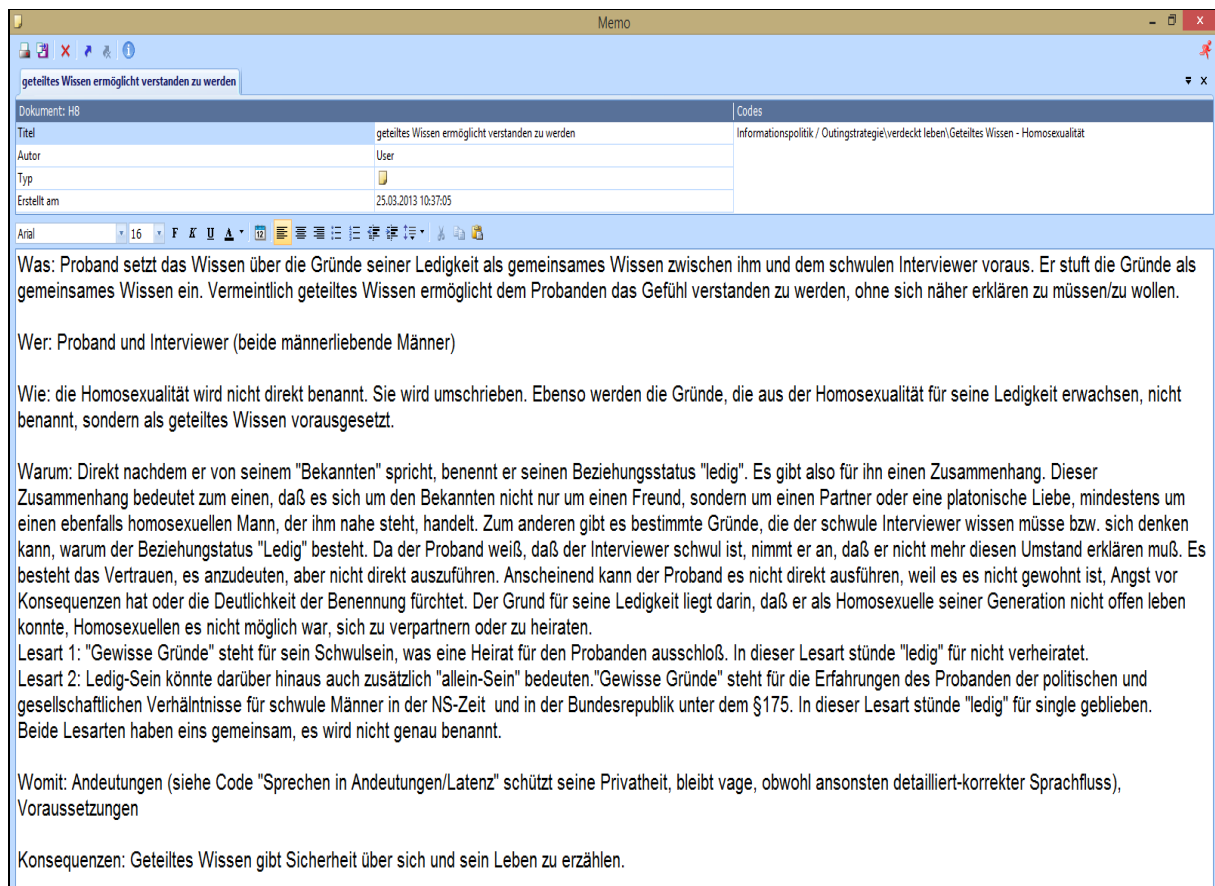 Memo
geteiltes Wissen ermöglicht verstanden zu werden
Dokument: H8 Codes
Titel geteiltes Wissen ermöglicht verstanden zu werden Informationspolitik / Outingstrategie\verdeckt leben\Geteiltes Wissen - Homosexualität
Autor User
Typ
Erstellt am 25.03.2013 10:37:05
Arial 16 F K U A 12
Was: Proband setzt das Wissen über die Gründe seiner Ledigkeit als gemeinsames Wissen zwischen ihm und dem schwulen Interviewer voraus. Er stuft die Gründe als
gemeinsames Wissen ein. Vermeintlich geteiltes Wissen ermöglicht dem Probanden das Gefühl verstanden zu werden, ohne sich näher erklären zu müssen/zu wollen.
Wer: Proband und Interviewer (beide männerliebende Männer)
Wie: die Homosexualität wird nicht direkt benannt. Sie wird umschrieben. Ebenso werden die Gründe, die aus der Homosexualität für seine Ledigkeit erwachsen, nicht
benannt, sondern als geteiltes Wissen vorausgesetzt.
Warum: Direkt nachdem er von seinem "Bekannten" spricht, benennt er seinen Beziehungsstatus "ledig". Es gibt also für ihn einen Zusammenhang. Dieser
Zusammenhang bedeutet zum einen, daß es sich um den Bekannten nicht nur um einen Freund, sondern um einen Partner oder eine platonische Liebe, mindestens um
einen ebenfalls homosexuellen Mann, der ihm nahe steht, handelt. Zum anderen gibt es bestimmte Gründe, die der schwule Interviewer wissen müsse bzw. sich denken
kann, warum der Beziehungstatus "Ledig" besteht. Da der Proband weiß, daß der Interviewer schwul ist, nimmt er an, daß er nicht mehr diesen Umstand erklären muß. Es
besteht das Vertrauen, es anzudeuten, aber nicht direkt auszuführen. Anscheinend kann der Proband es nicht direkt ausführen, weil es es nicht gewohnt ist, Angst vor
Konsequenzen hat oder die Deutlichkeit der Benennung fürchtet. Der Grund für seine Ledigkeit liegt darin, daß er als Homosexuelle seiner Generation nicht offen leben
konnte, Homosexuellen es nicht möglich war, sich zu verpartnern oder zu heiraten.
Lesart 1: "Gewisse Gründe" steht für sein Schwulsein, was eine Heirat für den Probanden ausschloß. In dieser Lesart stünde "ledig" für nicht verheiratet.
Lesart 2: Ledig-Sein könnte darüber hinaus auch zusätzlich "allein-Sein" bedeuten."Gewisse Gründe" steht für die Erfahrungen des Probanden der politischen und
gesellschaftlichen Verhälntnisse für schwule Männer in der NS-Zeit und in der Bundesrepublik unter dem §175. In dieser Lesart stünde "ledig" für single geblieben.
Beide Lesarten haben eins gemeinsam, es wird nicht genau benannt.
Womit: Andeutungen (siehe Code "Sprechen in Andeutungen/Latenz" schützt seine Privatheit, bleibt vage, obwohl ansonsten detailliert-korrekter Sprachfluss),
Voraussetzungen
Konsequenzen: Geteiltes Wissen gibt Sicherheit über sich und sein Leben zu erzählen.